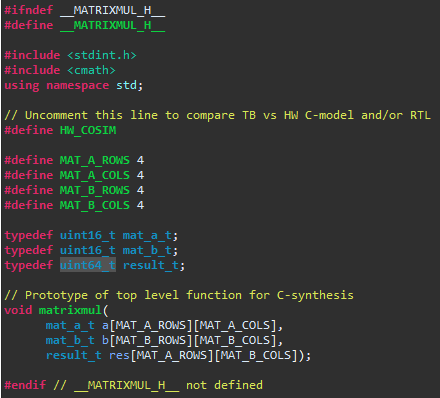 #ifndef __MATRIXMUL_H__
#define __MATRIXMUL_H__

#include <stdint.h>
#include <cmath>
using namespace std;

// Uncomment this line to compare TB vs HW C-model and/or RTL
#define HW_COSIM

#define MAT_A_ROWS 4
#define MAT_A_COLS 4
#define MAT_B_ROWS 4
#define MAT_B_COLS 4

typedef uint16_t mat_a_t;
typedef uint16_t mat_b_t;
typedef uint64_t result_t;

// Prototype of top level function for C-synthesis
void matrixmul(
      mat_a_t a[MAT_A_ROWS][MAT_A_COLS],
      mat_b_t b[MAT_B_ROWS][MAT_B_COLS],
      result_t res[MAT_A_ROWS][MAT_B_COLS]);

#endif // __MATRIXMUL_H__ not defined